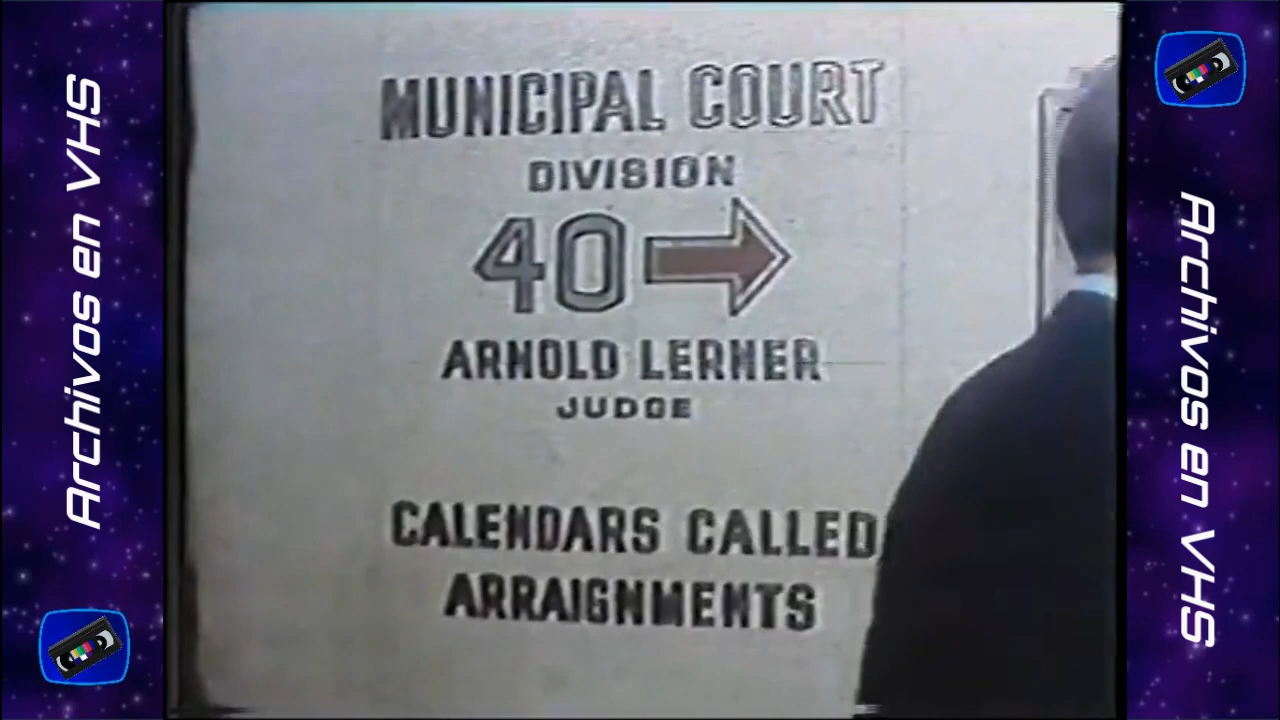 Archivos en VHS
MUNICIPAL COURT
DIVISION
40
ARNOLD LERNER
JUDGE
CALENDARS CALLED
ARRAIGNMENTS
Archivos en VHS